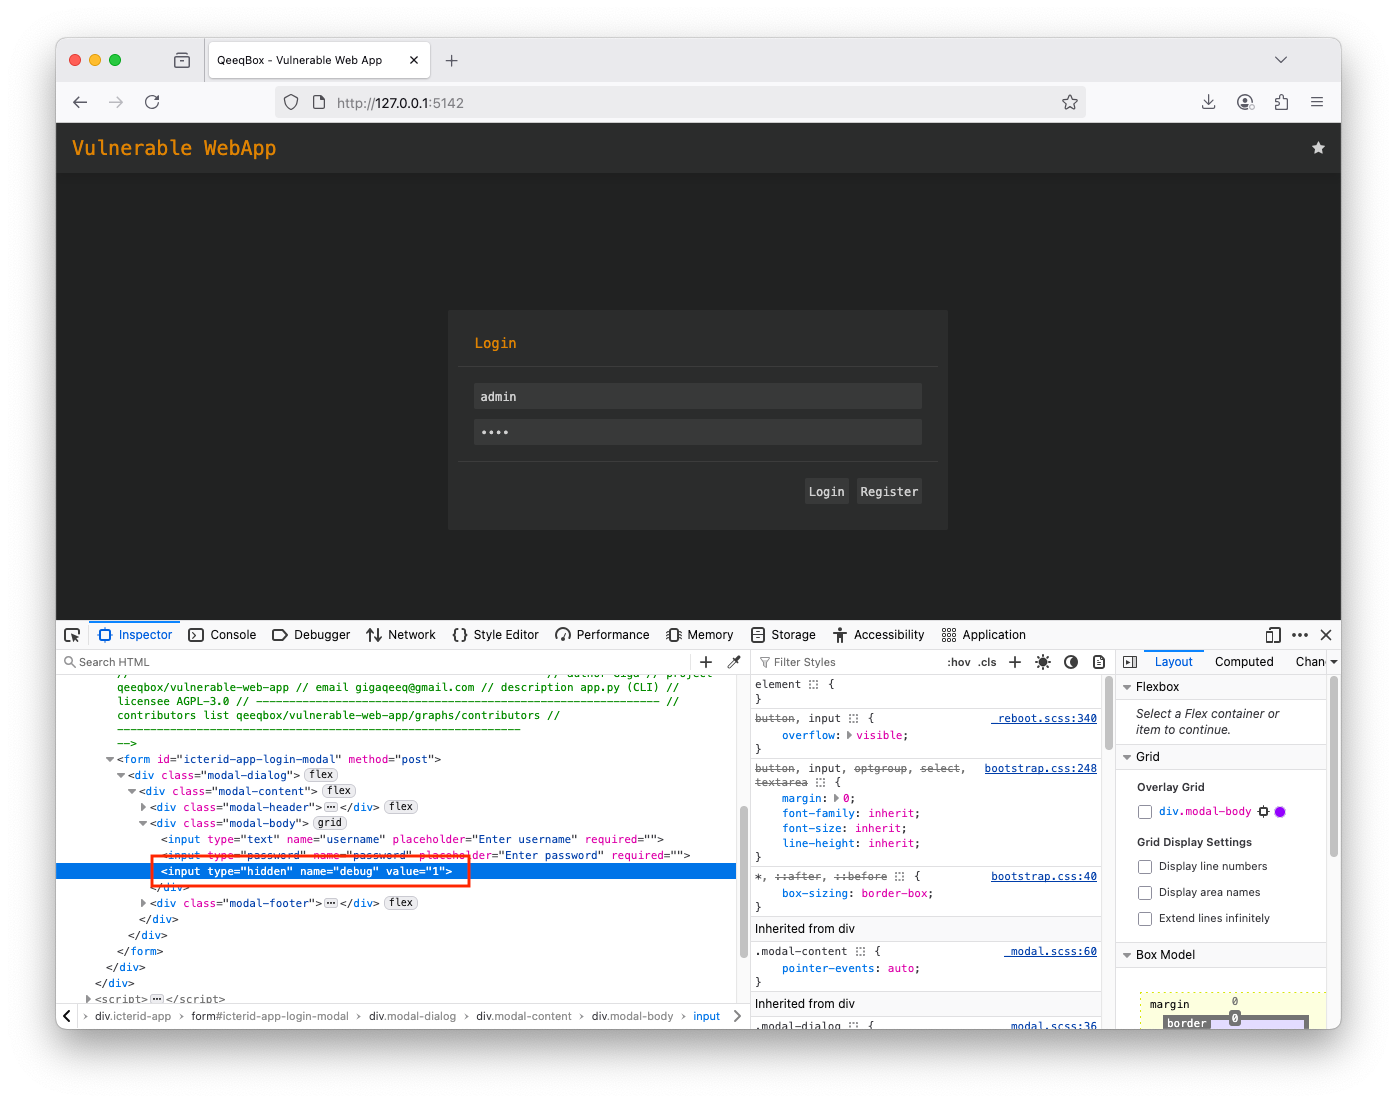 QeeqBox - Vulnerable Web App
http://127.0.0.1:5142
Vulnerable WebApp
Login
admin
••••
Login Register
Inspector Console Debugger Network Style Editor Performance Memory Storage Accessibility Application
Search HTML
// project
qeeqbox/vulnerable-web-app // email gigaqeeq@gmail.com // description app.py (CLI) //
licensee AGPL-3.0 // ------------------------------------------------------------- //
contributors list qeeqbox/vulnerable-web-app/graphs/contributors //
-------------------------------------------------------------
-->
<form id="icterid-app-login-modal" method="post">
<div class="modal-dialog"> flex
<div class="modal-content"> flex
<div class="modal-header">⋯</div> flex
<div class="modal-body"> grid
<input type="text" name="username" placeholder="Enter username" required="">
<input type="password" name="password" placeholder="Enter password" required="">
<input type="hidden" name="debug" value="1">
</div>
<div class="modal-footer">⋯</div> flex
</div>
</div>
</form>
</div>
</div>
<script>⋯</script>
div.icterid-app form#icterid-app-login-modal div.modal-dialog div.modal-content div.modal-body input
Filter Styles :hov .cls
element {
}
button, input { _reboot.scss:340
overflow: visible;
}
button, input, optgroup, select, bootstrap.css:248
textarea {
margin: 0;
font-family: inherit;
font-size: inherit;
line-height: inherit;
}
*, ::after, ::before { bootstrap.css:40
box-sizing: border-box;
}
Inherited from div
.modal-content { _modal.scss:60
pointer-events: auto;
}
Inherited from div
.modal-dialog { _modal.scss:36
Layout Computed Chan
Flexbox
Select a Flex container or
item to continue.
Grid
Overlay Grid
div.modal-body
Grid Display Settings
Display line numbers
Display area names
Extend lines infinitely
Box Model
margin 0
border 0